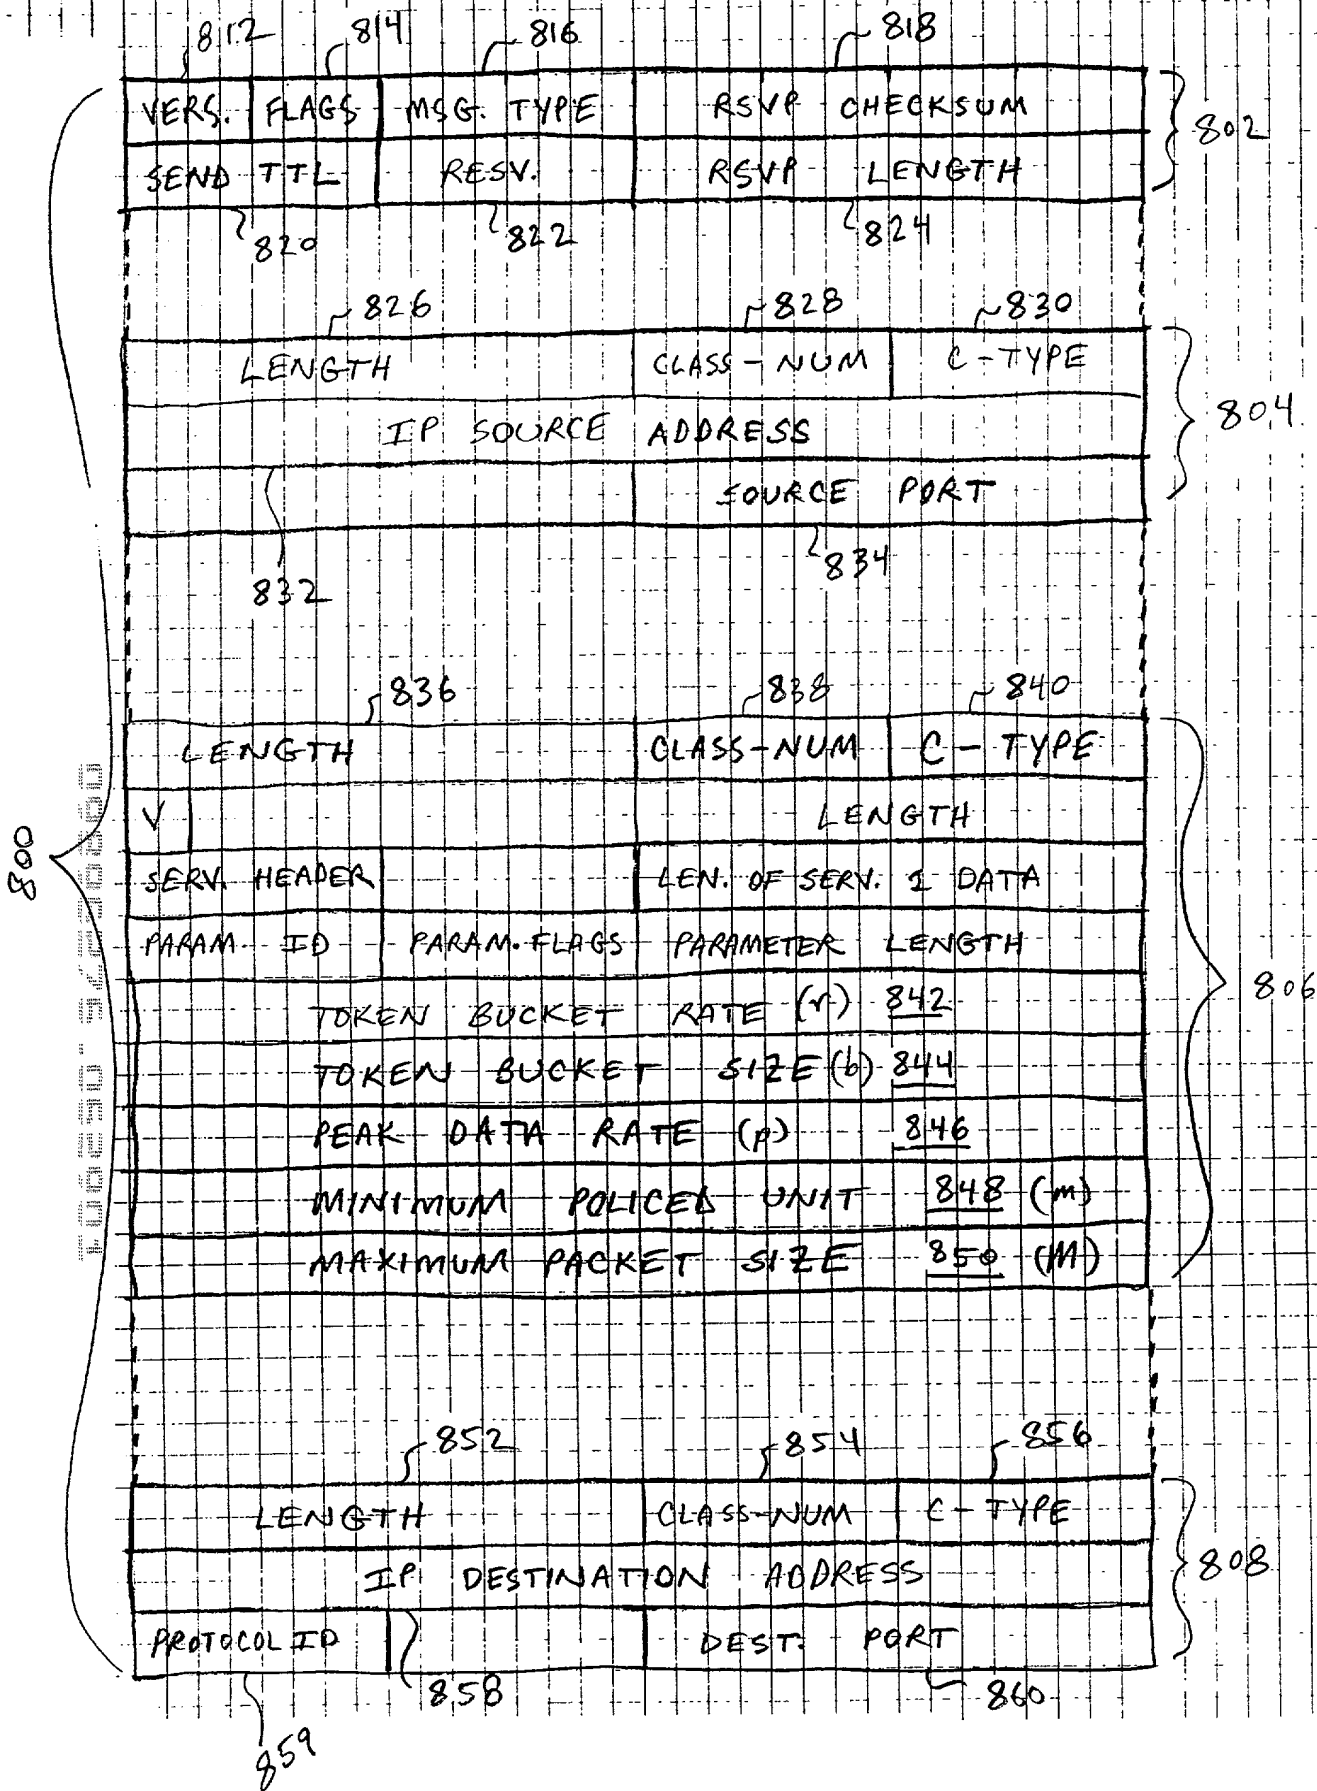 812 814 816 818
VERS. FLAGS MSG. TYPE RSVP CHECKSUM
802
SEND TTL RESV. RSVP LENGTH
820 822 824
826 828 830
LENGTH CLASS-NUM C-TYPE
IP SOURCE ADDRESS
804
SOURCE PORT
832 834
836 838 840
LENGTH CLASS-NUM C-TYPE
V LENGTH
800
SERV. HEADER LEN. OF SERV. 1 DATA
PARAM. ID PARAM. FLAGS PARAMETER LENGTH
806
TOKEN BUCKET RATE (r) 842
TOKEN BUCKET SIZE (b) 844
PEAK DATA RATE (p) 846
MINIMUM POLICED UNIT 848 (m)
MAXIMUM PACKET SIZE 850 (M)
852 854 856
LENGTH CLASS-NUM C-TYPE
IP DESTINATION ADDRESS
808
PROTOCOL ID DEST. PORT
858 860
859